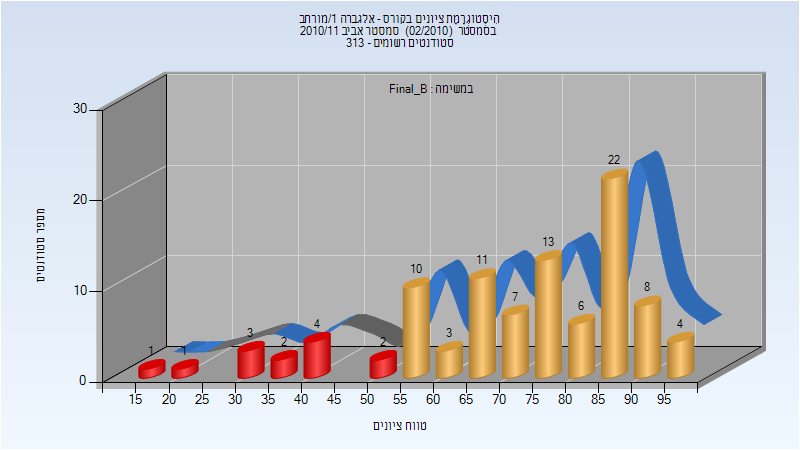 היסטוגרמת ציונים בקורס - אלגברה 1/מורחב
בסמסטר (02/2010) סמסטר אביב 2010/11
סטודנטים רשומים - 313
במשימה : Final_B
מספר סטודנטים
30
20
10
0
1
1
3
2
4
2
10
3
11
7
13
6
22
8
4
15 20 25 30 35 40 45 50 55 60 65 70 75 80 85 90 95
טווח ציונים